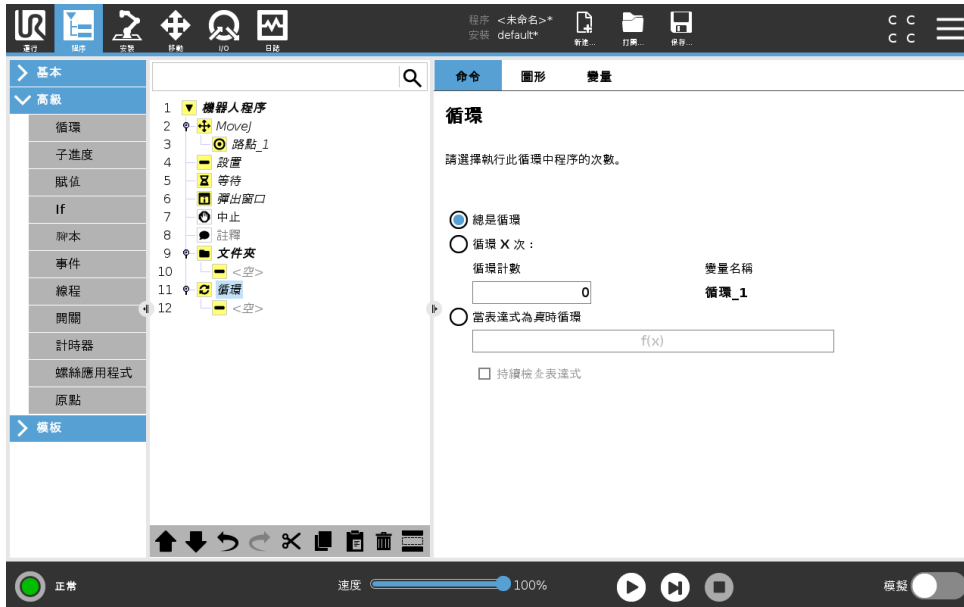 UR
運行
程序
安裝
移動
I/O
日誌
程序 <未命名>*
安裝 default*
新建...
打開...
保存...
C C
C C
基本
高級
循環
子進度
賦值
If
腳本
事件
線程
開關
計時器
螺絲應用程式
原點
模板
1 機器人程序
2 MoveJ
3 路點_1
4 設置
5 等待
6 彈出窗口
7 中止
8 註釋
9 文件夾
10 <空>
11 循環
12 <空>
命令 圖形 變量
循環
請選擇執行此循環中程序的次數。
總是循環
循環 X 次：
循環計數 變量名稱
0 循環_1
當表達式為真時循環
f(x)
持續檢查表達式
正常
速度 100%
模擬